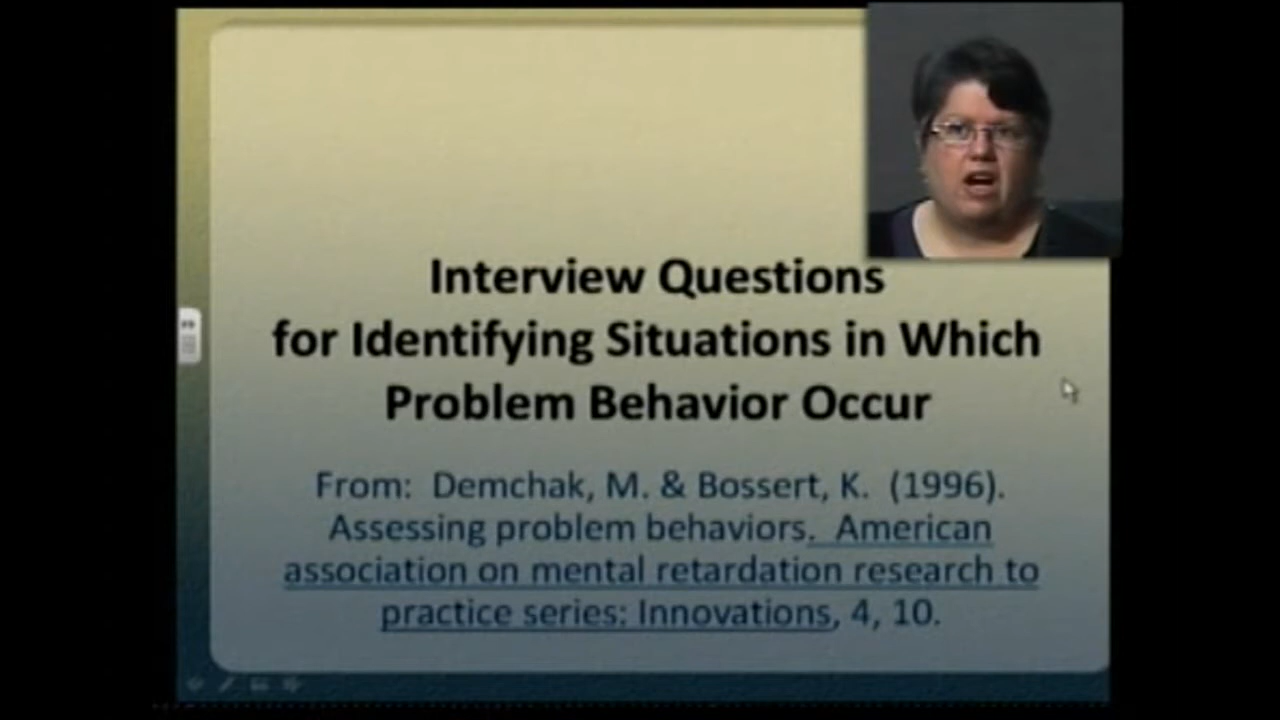 Interview Questions
for Identifying Situations in Which
Problem Behavior Occur
From: Demchak, M. & Bossert, K. (1996).
Assessing problem behaviors. American
association on mental retardation research to
practice series: Innovations, 4, 10.